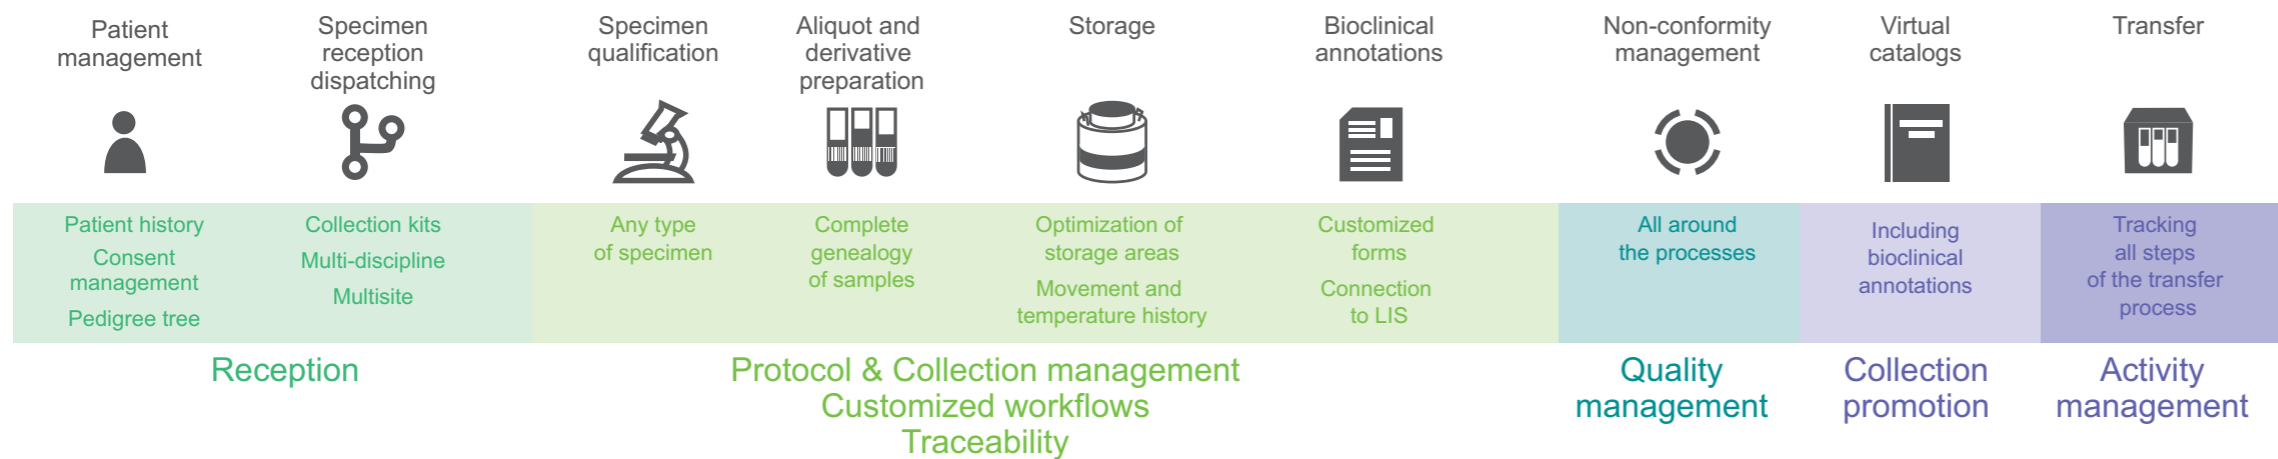 Patient
management
Specimen
reception
dispatching
Specimen
qualification
Aliquot and
derivative
preparation
Storage
Bioclinical
annotations
Non-conformity
management
Virtual
catalogs
Transfer
Patient history
Consent
management
Pedigree tree
Collection kits
Multi-discipline
Multisite
Any type
of specimen
Complete
genealogy
of samples
Optimization of
storage areas
Movement and
temperature history
Customized
forms
Connection
to LIS
All around
the processes
Including
bioclinical
annotations
Tracking
all steps
of the transfer
process
Reception
Protocol & Collection management
Customized workflows
Traceability
Quality
management
Collection
promotion
Activity
management